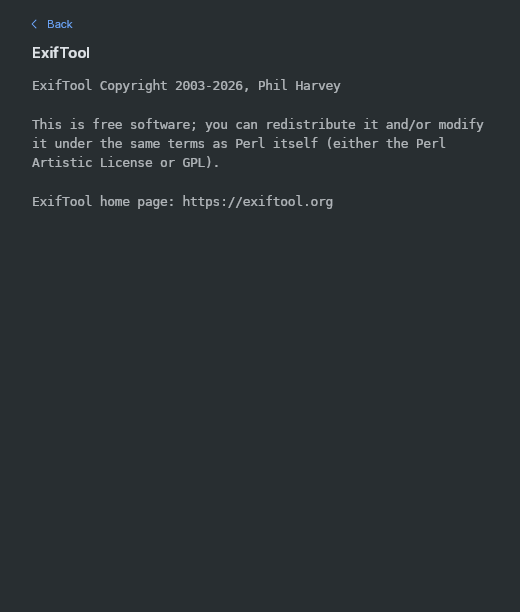 Back
ExifTool
ExifTool Copyright 2003-2026, Phil Harvey
This is free software; you can redistribute it and/or modify
it under the same terms as Perl itself (either the Perl
Artistic License or GPL).
ExifTool home page: https://exiftool.org